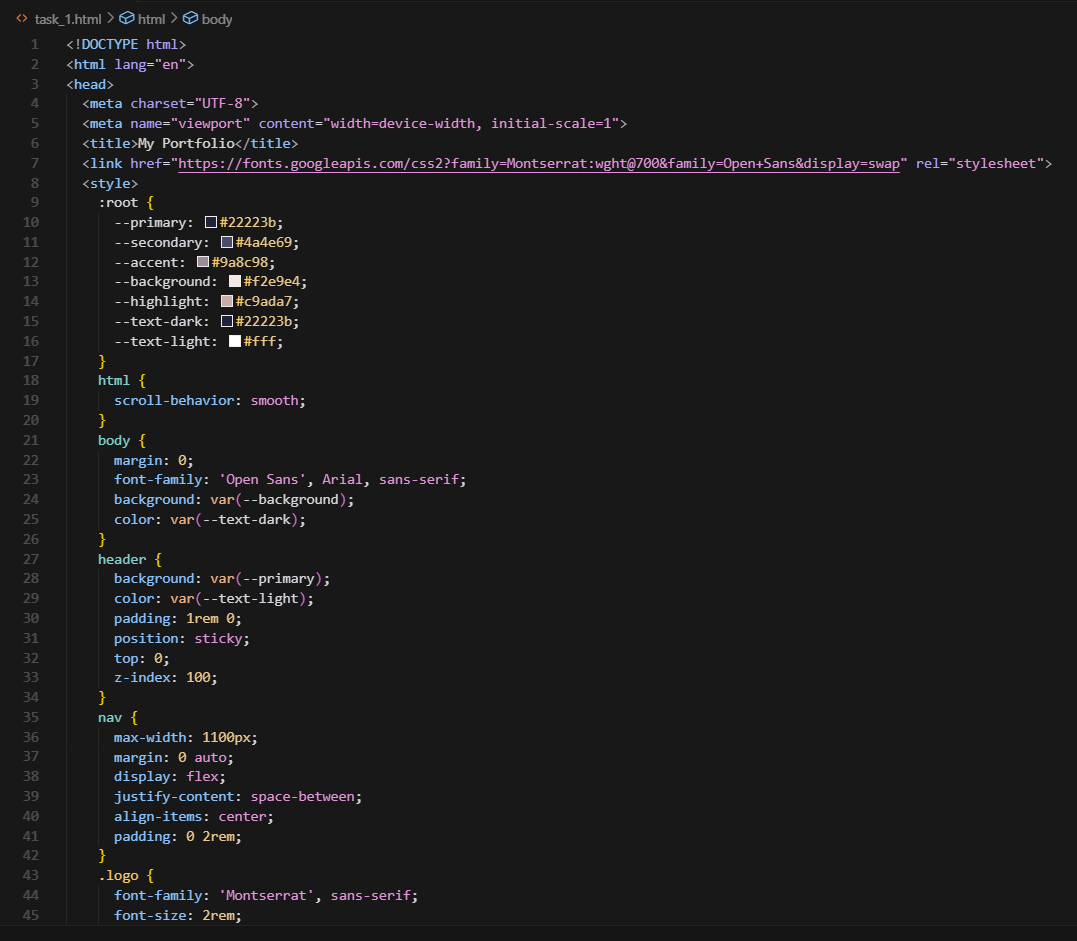 task_1.html > html > body
1 <!DOCTYPE html>
2 <html lang="en">
3 <head>
4   <meta charset="UTF-8">
5   <meta name="viewport" content="width=device-width, initial-scale=1">
6   <title>My Portfolio</title>
7   <link href="https://fonts.googleapis.com/css2?family=Montserrat:wght@700&family=Open+Sans&display=swap" rel="stylesheet">
8   <style>
9     :root {
10       --primary: #22223b;
11       --secondary: #4a4e69;
12       --accent: #9a8c98;
13       --background: #f2e9e4;
14       --highlight: #c9ada7;
15       --text-dark: #22223b;
16       --text-light: #fff;
17     }
18     html {
19       scroll-behavior: smooth;
20     }
21     body {
22       margin: 0;
23       font-family: 'Open Sans', Arial, sans-serif;
24       background: var(--background);
25       color: var(--text-dark);
26     }
27     header {
28       background: var(--primary);
29       color: var(--text-light);
30       padding: 1rem 0;
31       position: sticky;
32       top: 0;
33       z-index: 100;
34     }
35     nav {
36       max-width: 1100px;
37       margin: 0 auto;
38       display: flex;
39       justify-content: space-between;
40       align-items: center;
41       padding: 0 2rem;
42     }
43     .logo {
44       font-family: 'Montserrat', sans-serif;
45       font-size: 2rem;